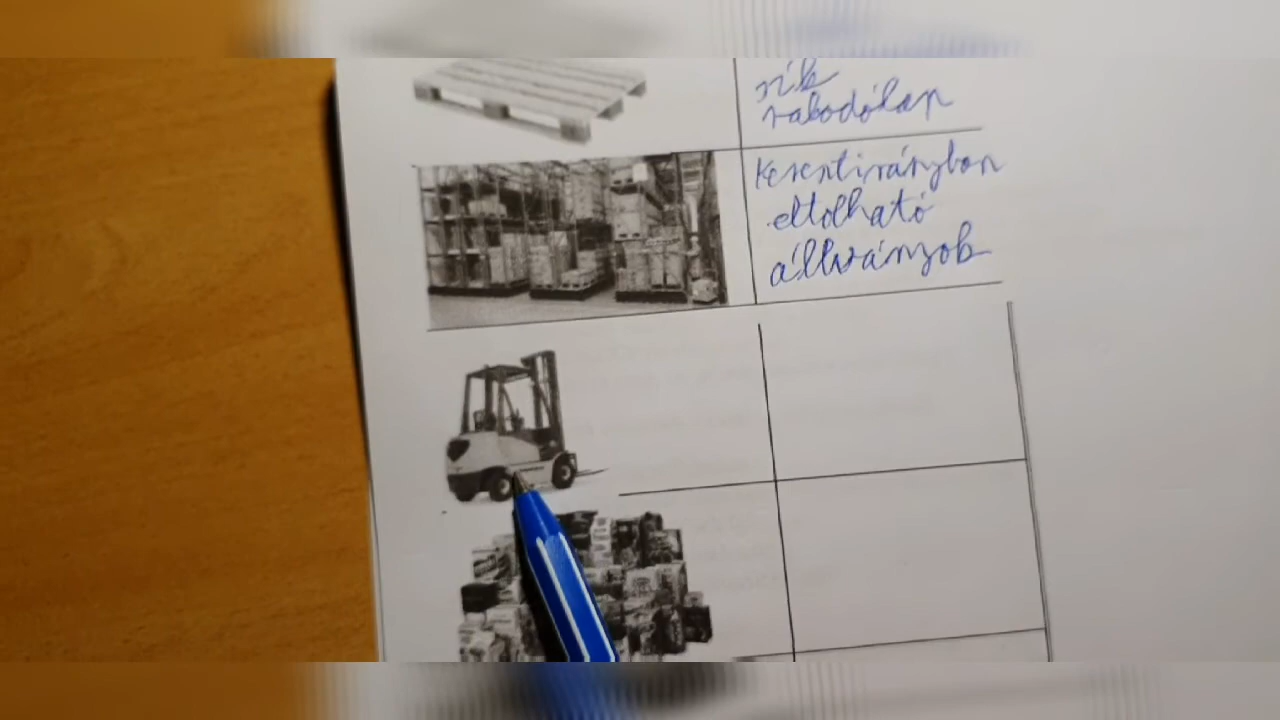 sík
rakodólap
keresztirányban
eltolható
állványok